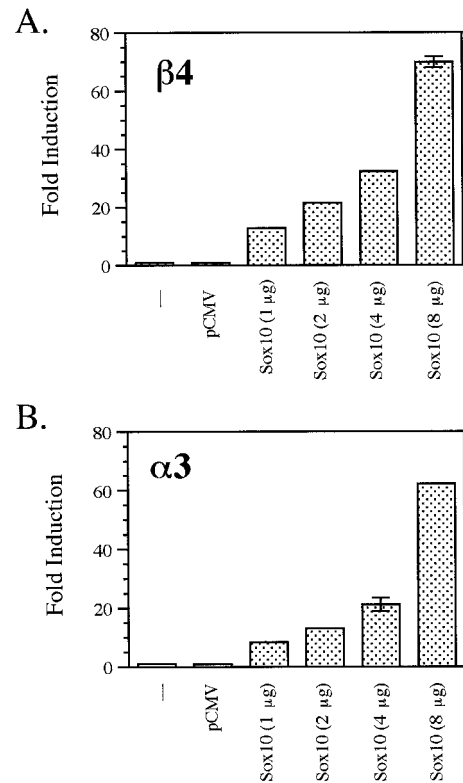 A.
80
60
40
20
0
Fold Induction
β4
—
pCMV
Sox10 (1 µg)
Sox10 (2 µg)
Sox10 (4 µg)
Sox10 (8 µg)
B.
80
60
40
20
0
Fold Induction
α3
—
pCMV
Sox10 (1 µg)
Sox10 (2 µg)
Sox10 (4 µg)
Sox10 (8 µg)